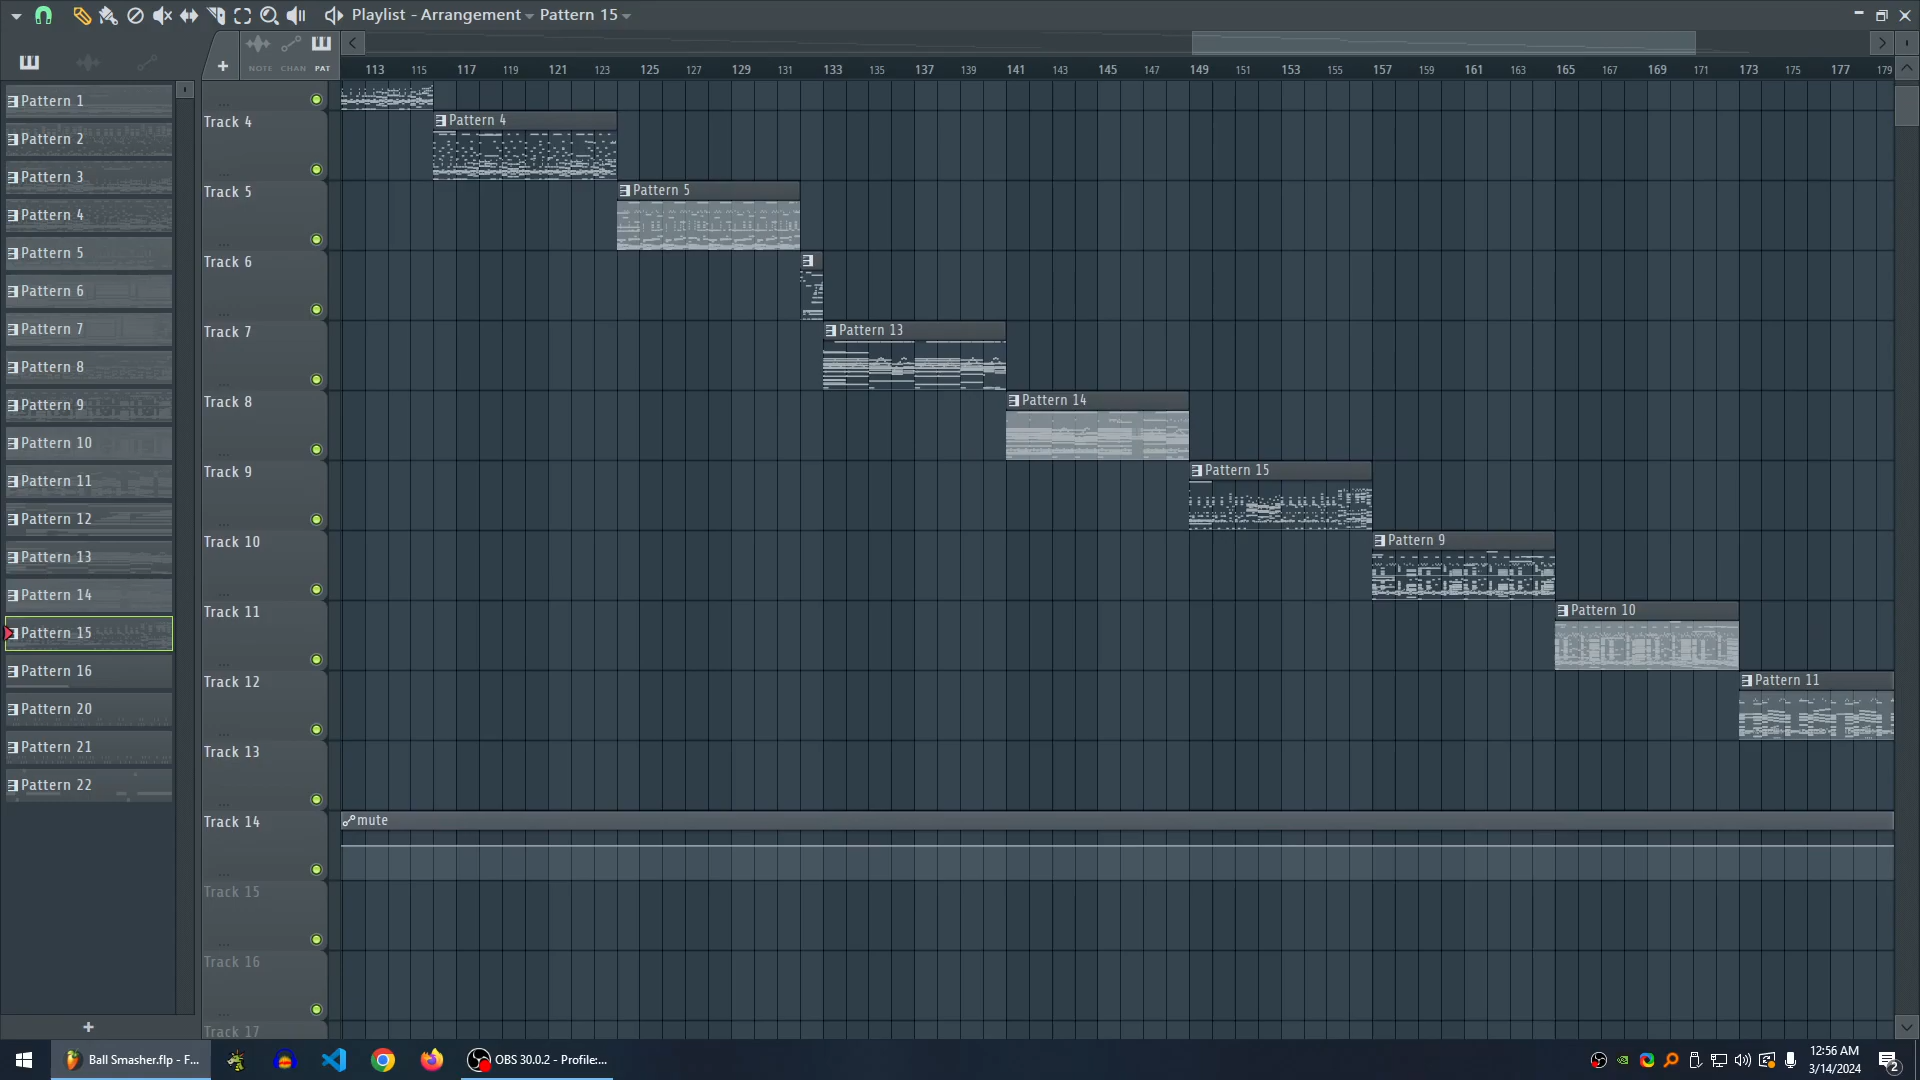 Playlist - Arrangement Pattern 15
NOTE CHAN PAT
113 115 117 119 121 123 125 127 129 131 133 135 137 139 141 143 145 147 149 151 153 155 157 159 161 163 165 167 169 171 173 175 177 179
Pattern 1
Pattern 2
Pattern 3
Pattern 4
Pattern 5
Pattern 6
Pattern 7
Pattern 8
Pattern 9
Pattern 10
Pattern 11
Pattern 12
Pattern 13
Pattern 14
Pattern 15
Pattern 16
Pattern 20
Pattern 21
Pattern 22
Track 4
Pattern 4
Track 5
Pattern 5
Track 6
Track 7
Pattern 13
Track 8
Pattern 14
Track 9
Pattern 15
Track 10
Pattern 9
Track 11
Pattern 10
Track 12
Pattern 11
Track 13
Track 14
mute
Track 15
Track 16
Track 17
Ball Smasher.flp - F...
OBS 30.0.2 - Profile:...
12:56 AM
3/14/2024
2